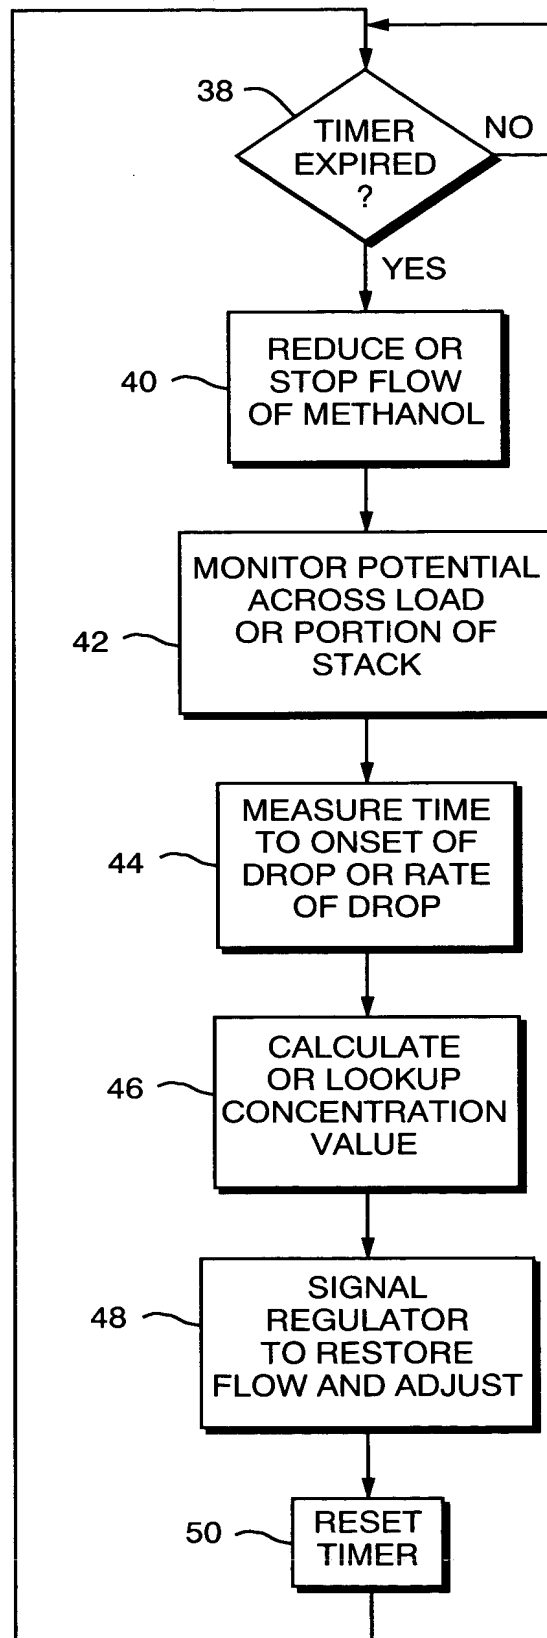 38
TIMER
EXPIRED
?
NO
YES
40
REDUCE OR
STOP FLOW
OF METHANOL
42
MONITOR POTENTIAL
ACROSS LOAD
OR PORTION OF
STACK
44
MEASURE TIME
TO ONSET OF
DROP OR RATE
OF DROP
46
CALCULATE
OR LOOKUP
CONCENTRATION
VALUE
48
SIGNAL
REGULATOR
TO RESTORE
FLOW AND ADJUST
50
RESET
TIMER